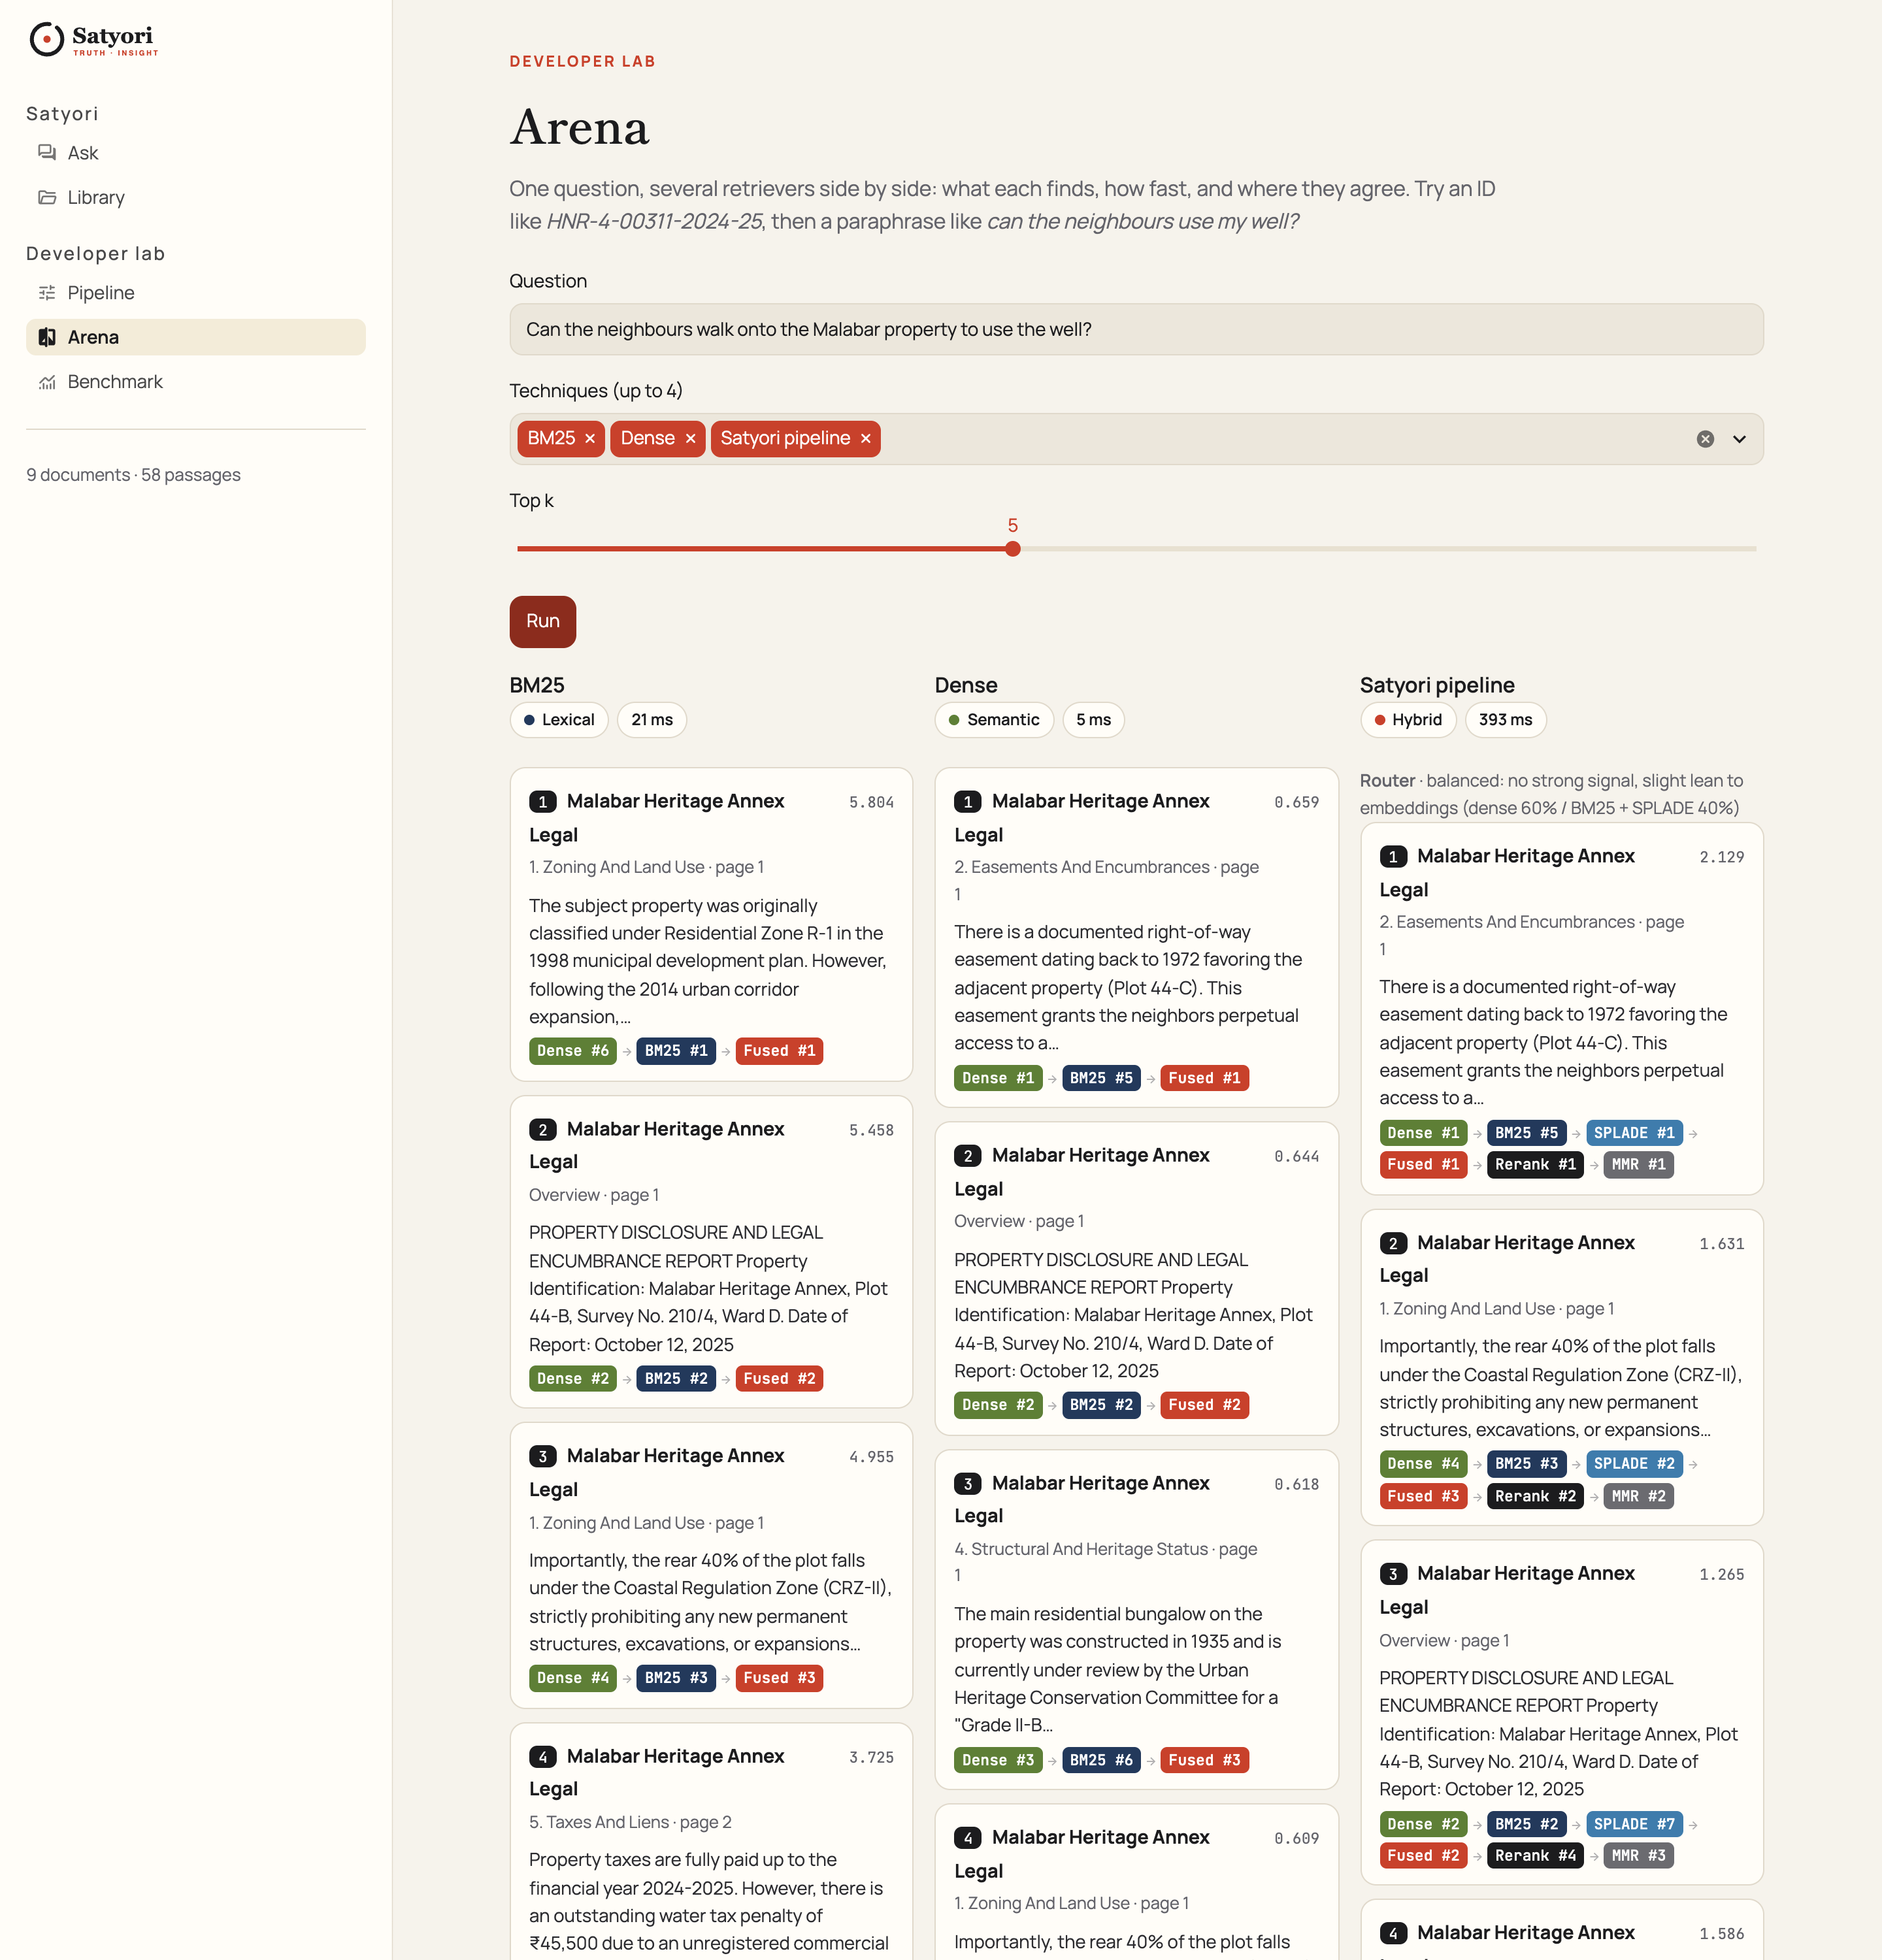 Satyori
TRUTH · INSIGHT
Satyori
Ask
Library
Developer lab
Pipeline
Arena
Benchmark
9 documents · 58 passages
DEVELOPER LAB
Arena
One question, several retrievers side by side: what each finds, how fast, and where they agree. Try an ID
like HNR-4-00311-2024-25, then a paraphrase like can the neighbours use my well?
Question
Can the neighbours walk onto the Malabar property to use the well?
Techniques (up to 4)
BM25 ×
Dense ×
Satyori pipeline ×
Top k
5
Run
BM25
Lexical
21 ms
1 Malabar Heritage Annex 5.804
Legal
1. Zoning And Land Use · page 1
The subject property was originally
classified under Residential Zone R-1 in the
1998 municipal development plan. However,
following the 2014 urban corridor
expansion,...
Dense #6 → BM25 #1 → Fused #1
2 Malabar Heritage Annex 5.458
Legal
Overview · page 1
PROPERTY DISCLOSURE AND LEGAL
ENCUMBRANCE REPORT Property
Identification: Malabar Heritage Annex, Plot
44-B, Survey No. 210/4, Ward D. Date of
Report: October 12, 2025
Dense #2 → BM25 #2 → Fused #2
3 Malabar Heritage Annex 4.955
Legal
1. Zoning And Land Use · page 1
Importantly, the rear 40% of the plot falls
under the Coastal Regulation Zone (CRZ-II),
strictly prohibiting any new permanent
structures, excavations, or expansions...
Dense #4 → BM25 #3 → Fused #3
4 Malabar Heritage Annex 3.725
Legal
5. Taxes And Liens · page 2
Property taxes are fully paid up to the
financial year 2024-2025. However, there is
an outstanding water tax penalty of
₹45,500 due to an unregistered commercial
Dense
Semantic
5 ms
1 Malabar Heritage Annex 0.659
Legal
2. Easements And Encumbrances · page
1
There is a documented right-of-way
easement dating back to 1972 favoring the
adjacent property (Plot 44-C). This
easement grants the neighbors perpetual
access to a...
Dense #1 → BM25 #5 → Fused #1
2 Malabar Heritage Annex 0.644
Legal
Overview · page 1
PROPERTY DISCLOSURE AND LEGAL
ENCUMBRANCE REPORT Property
Identification: Malabar Heritage Annex, Plot
44-B, Survey No. 210/4, Ward D. Date of
Report: October 12, 2025
Dense #2 → BM25 #2 → Fused #2
3 Malabar Heritage Annex 0.618
Legal
4. Structural And Heritage Status · page
1
The main residential bungalow on the
property was constructed in 1935 and is
currently under review by the Urban
Heritage Conservation Committee for a
"Grade II-B...
Dense #3 → BM25 #6 → Fused #3
4 Malabar Heritage Annex 0.609
Legal
1. Zoning And Land Use · page 1
Importantly, the rear 40% of the plot falls
Satyori pipeline
Hybrid
393 ms
Router · balanced: no strong signal, slight lean to
embeddings (dense 60% / BM25 + SPLADE 40%)
1 Malabar Heritage Annex 2.129
Legal
2. Easements And Encumbrances · page
1
There is a documented right-of-way
easement dating back to 1972 favoring the
adjacent property (Plot 44-C). This
easement grants the neighbors perpetual
access to a...
Dense #1 → BM25 #5 → SPLADE #1 →
Fused #1 → Rerank #1 → MMR #1
2 Malabar Heritage Annex 1.631
Legal
1. Zoning And Land Use · page 1
Importantly, the rear 40% of the plot falls
under the Coastal Regulation Zone (CRZ-II),
strictly prohibiting any new permanent
structures, excavations, or expansions...
Dense #4 → BM25 #3 → SPLADE #2 →
Fused #3 → Rerank #2 → MMR #2
3 Malabar Heritage Annex 1.265
Legal
Overview · page 1
PROPERTY DISCLOSURE AND LEGAL
ENCUMBRANCE REPORT Property
Identification: Malabar Heritage Annex, Plot
44-B, Survey No. 210/4, Ward D. Date of
Report: October 12, 2025
Dense #2 → BM25 #2 → SPLADE #7 →
Fused #2 → Rerank #4 → MMR #3
4 Malabar Heritage Annex 1.586